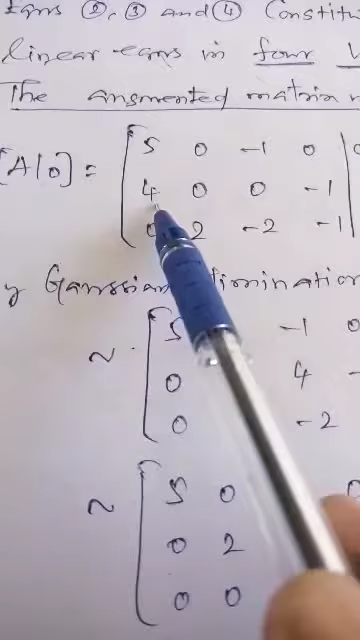 Eqns ②, ③ and ④ Constitu
linear eqns in four
The augmented matrix
[A|0] = [ 5 0 -1 0 |
4 0 0 -1
0 2 -2 -1
y Gaussian elimination
~ [ 5 -1 0
0 4 -
0 -2
~ [ 5 0
0 2
0 0